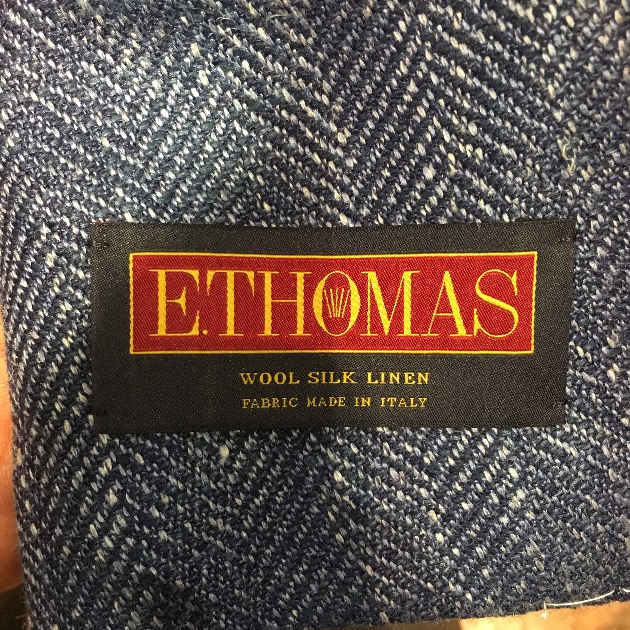 E.THOMAS
WOOL SILK LINEN
FABRIC MADE IN ITALY